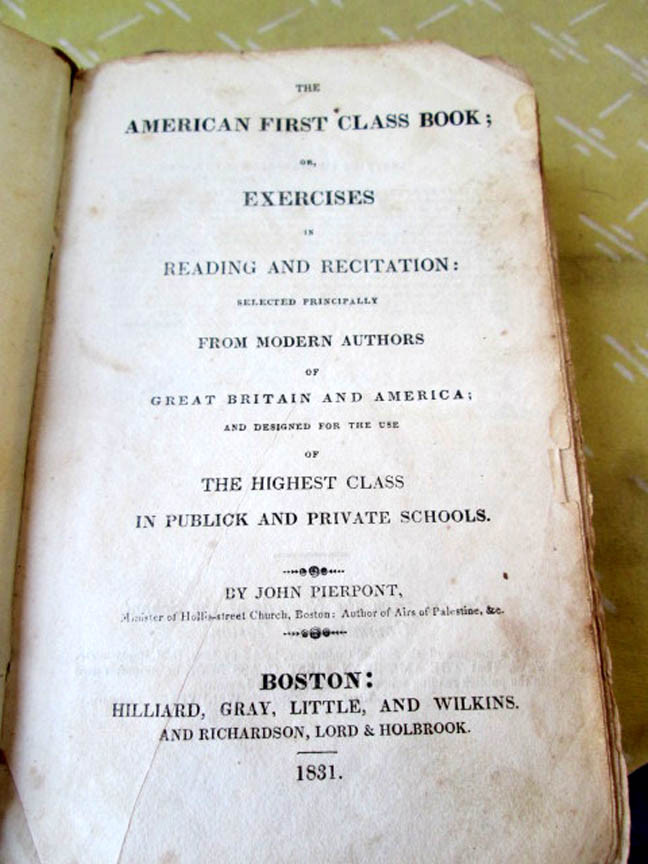 THE
AMERICAN FIRST CLASS BOOK;
OR,
EXERCISES
IN
READING AND RECITATION:
SELECTED PRINCIPALLY
FROM MODERN AUTHORS
OF
GREAT BRITAIN AND AMERICA;
AND DESIGNED FOR THE USE
OF
THE HIGHEST CLASS
IN PUBLICK AND PRIVATE SCHOOLS.
BY JOHN PIERPONT,
Minister of Hollis-street Church, Boston: Author of Airs of Palestine, &c.
BOSTON:
HILLIARD, GRAY, LITTLE, AND WILKINS.
AND RICHARDSON, LORD & HOLBROOK.
1831.